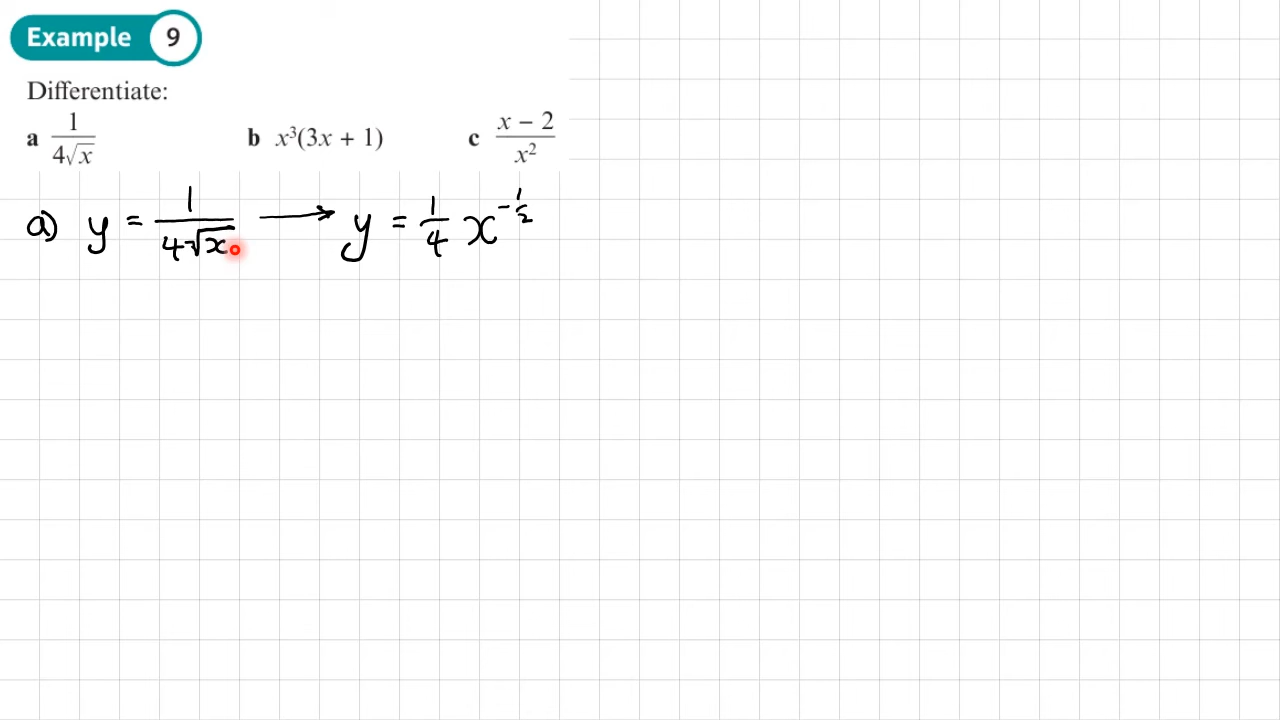 Example 9
Differentiate:
a 1/(4√x) b x³(3x + 1) c (x − 2)/x²
a) y = 1/(4√x) → y = 1/4 x^(-1/2)